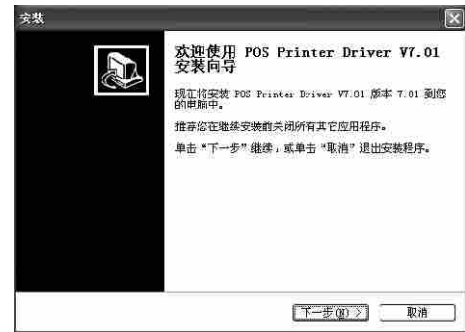 安装
欢迎使用 POS Printer Driver V7.01
安装向导
现在将安装 POS Printer Driver V7.01 版本 7.01 到您
的电脑中。
推荐您在继续安装前关闭所有其它应用程序。
单击“下一步”继续，或单击“取消”退出安装程序。
下一步(N) >
取消